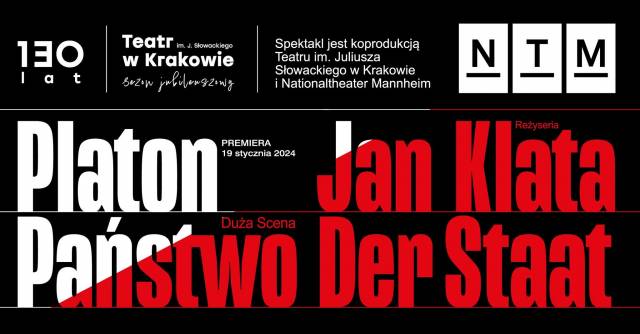 130
lat
Teatr im. J. Słowackiego
w Krakowie
sezon jubileuszowy
Spektakl jest koprodukcją
Teatru im. Juliusza
Słowackiego w Krakowie
i Nationaltheater Mannheim
N T M
Platon
PREMIERA
19 stycznia 2024
Reżyseria
Jan Klata
Duża Scena
Państwo Der Staat